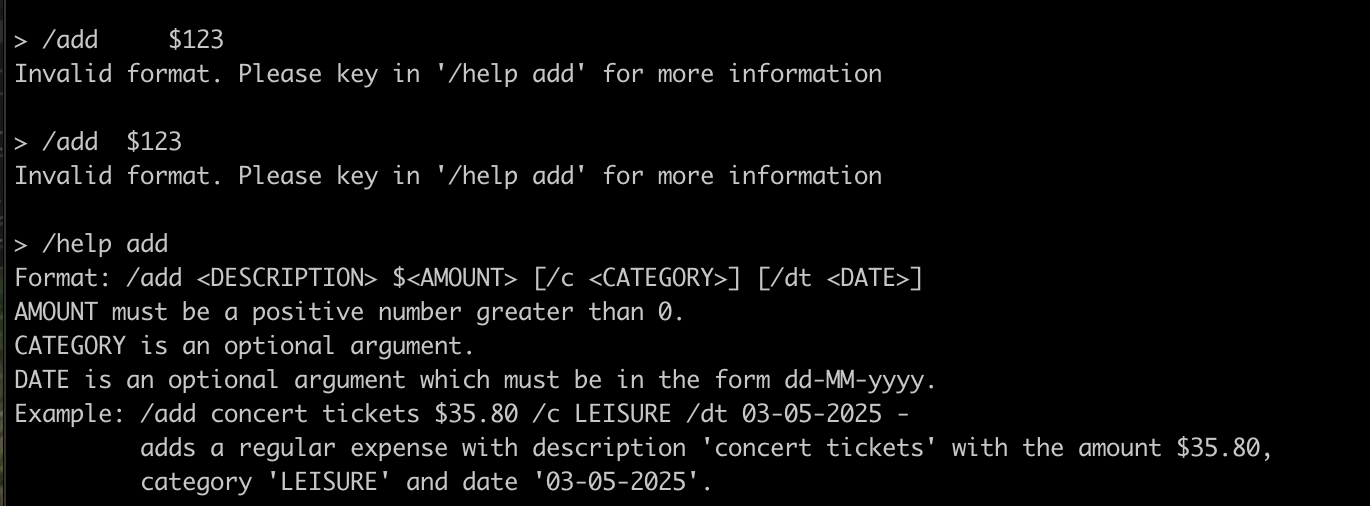 > /add     $123
Invalid format. Please key in '/help add' for more information
> /add  $123
Invalid format. Please key in '/help add' for more information
> /help add
Format: /add <DESCRIPTION> $<AMOUNT> [/c <CATEGORY>] [/dt <DATE>]
AMOUNT must be a positive number greater than 0.
CATEGORY is an optional argument.
DATE is an optional argument which must be in the form dd-MM-yyyy.
Example: /add concert tickets $35.80 /c LEISURE /dt 03-05-2025 -
         adds a regular expense with description 'concert tickets' with the amount $35.80,
         category 'LEISURE' and date '03-05-2025'.